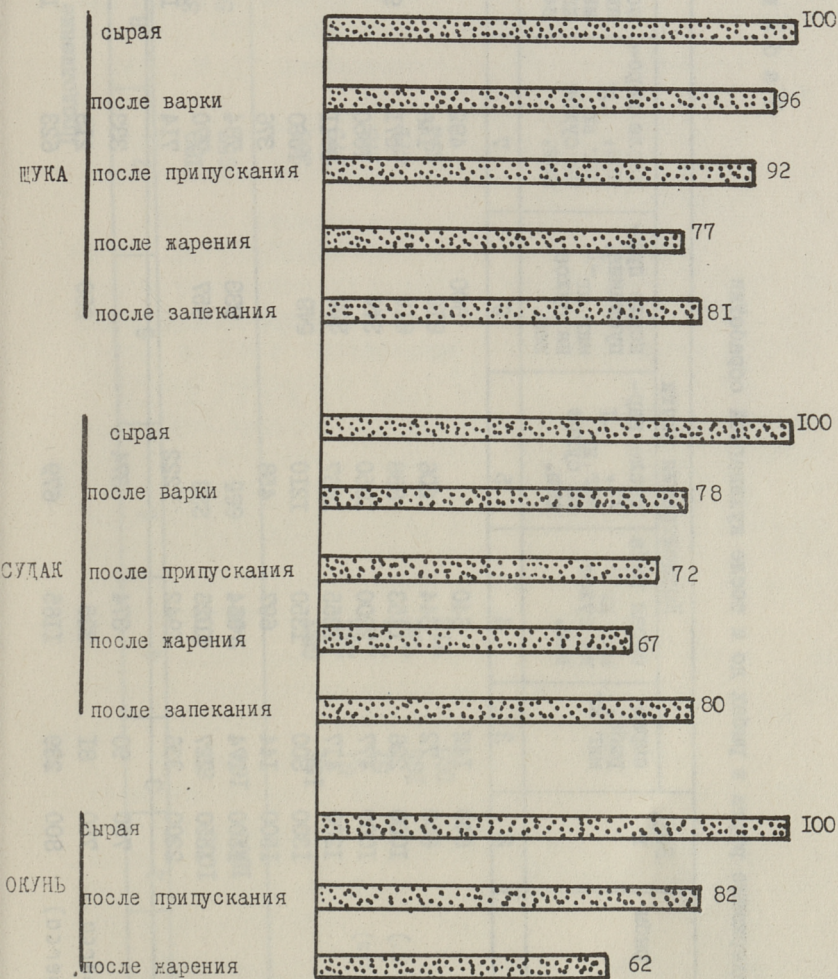 сырая 100
после варки 96
ЩУКА после припускания 92
после жарения 77
после запекания 81
сырая 100
после варки 78
СУДАК после припускания 72
после жарения 67
после запекания 80
сырая 100
ОКУНЬ
после припускания 82
после жарения 62